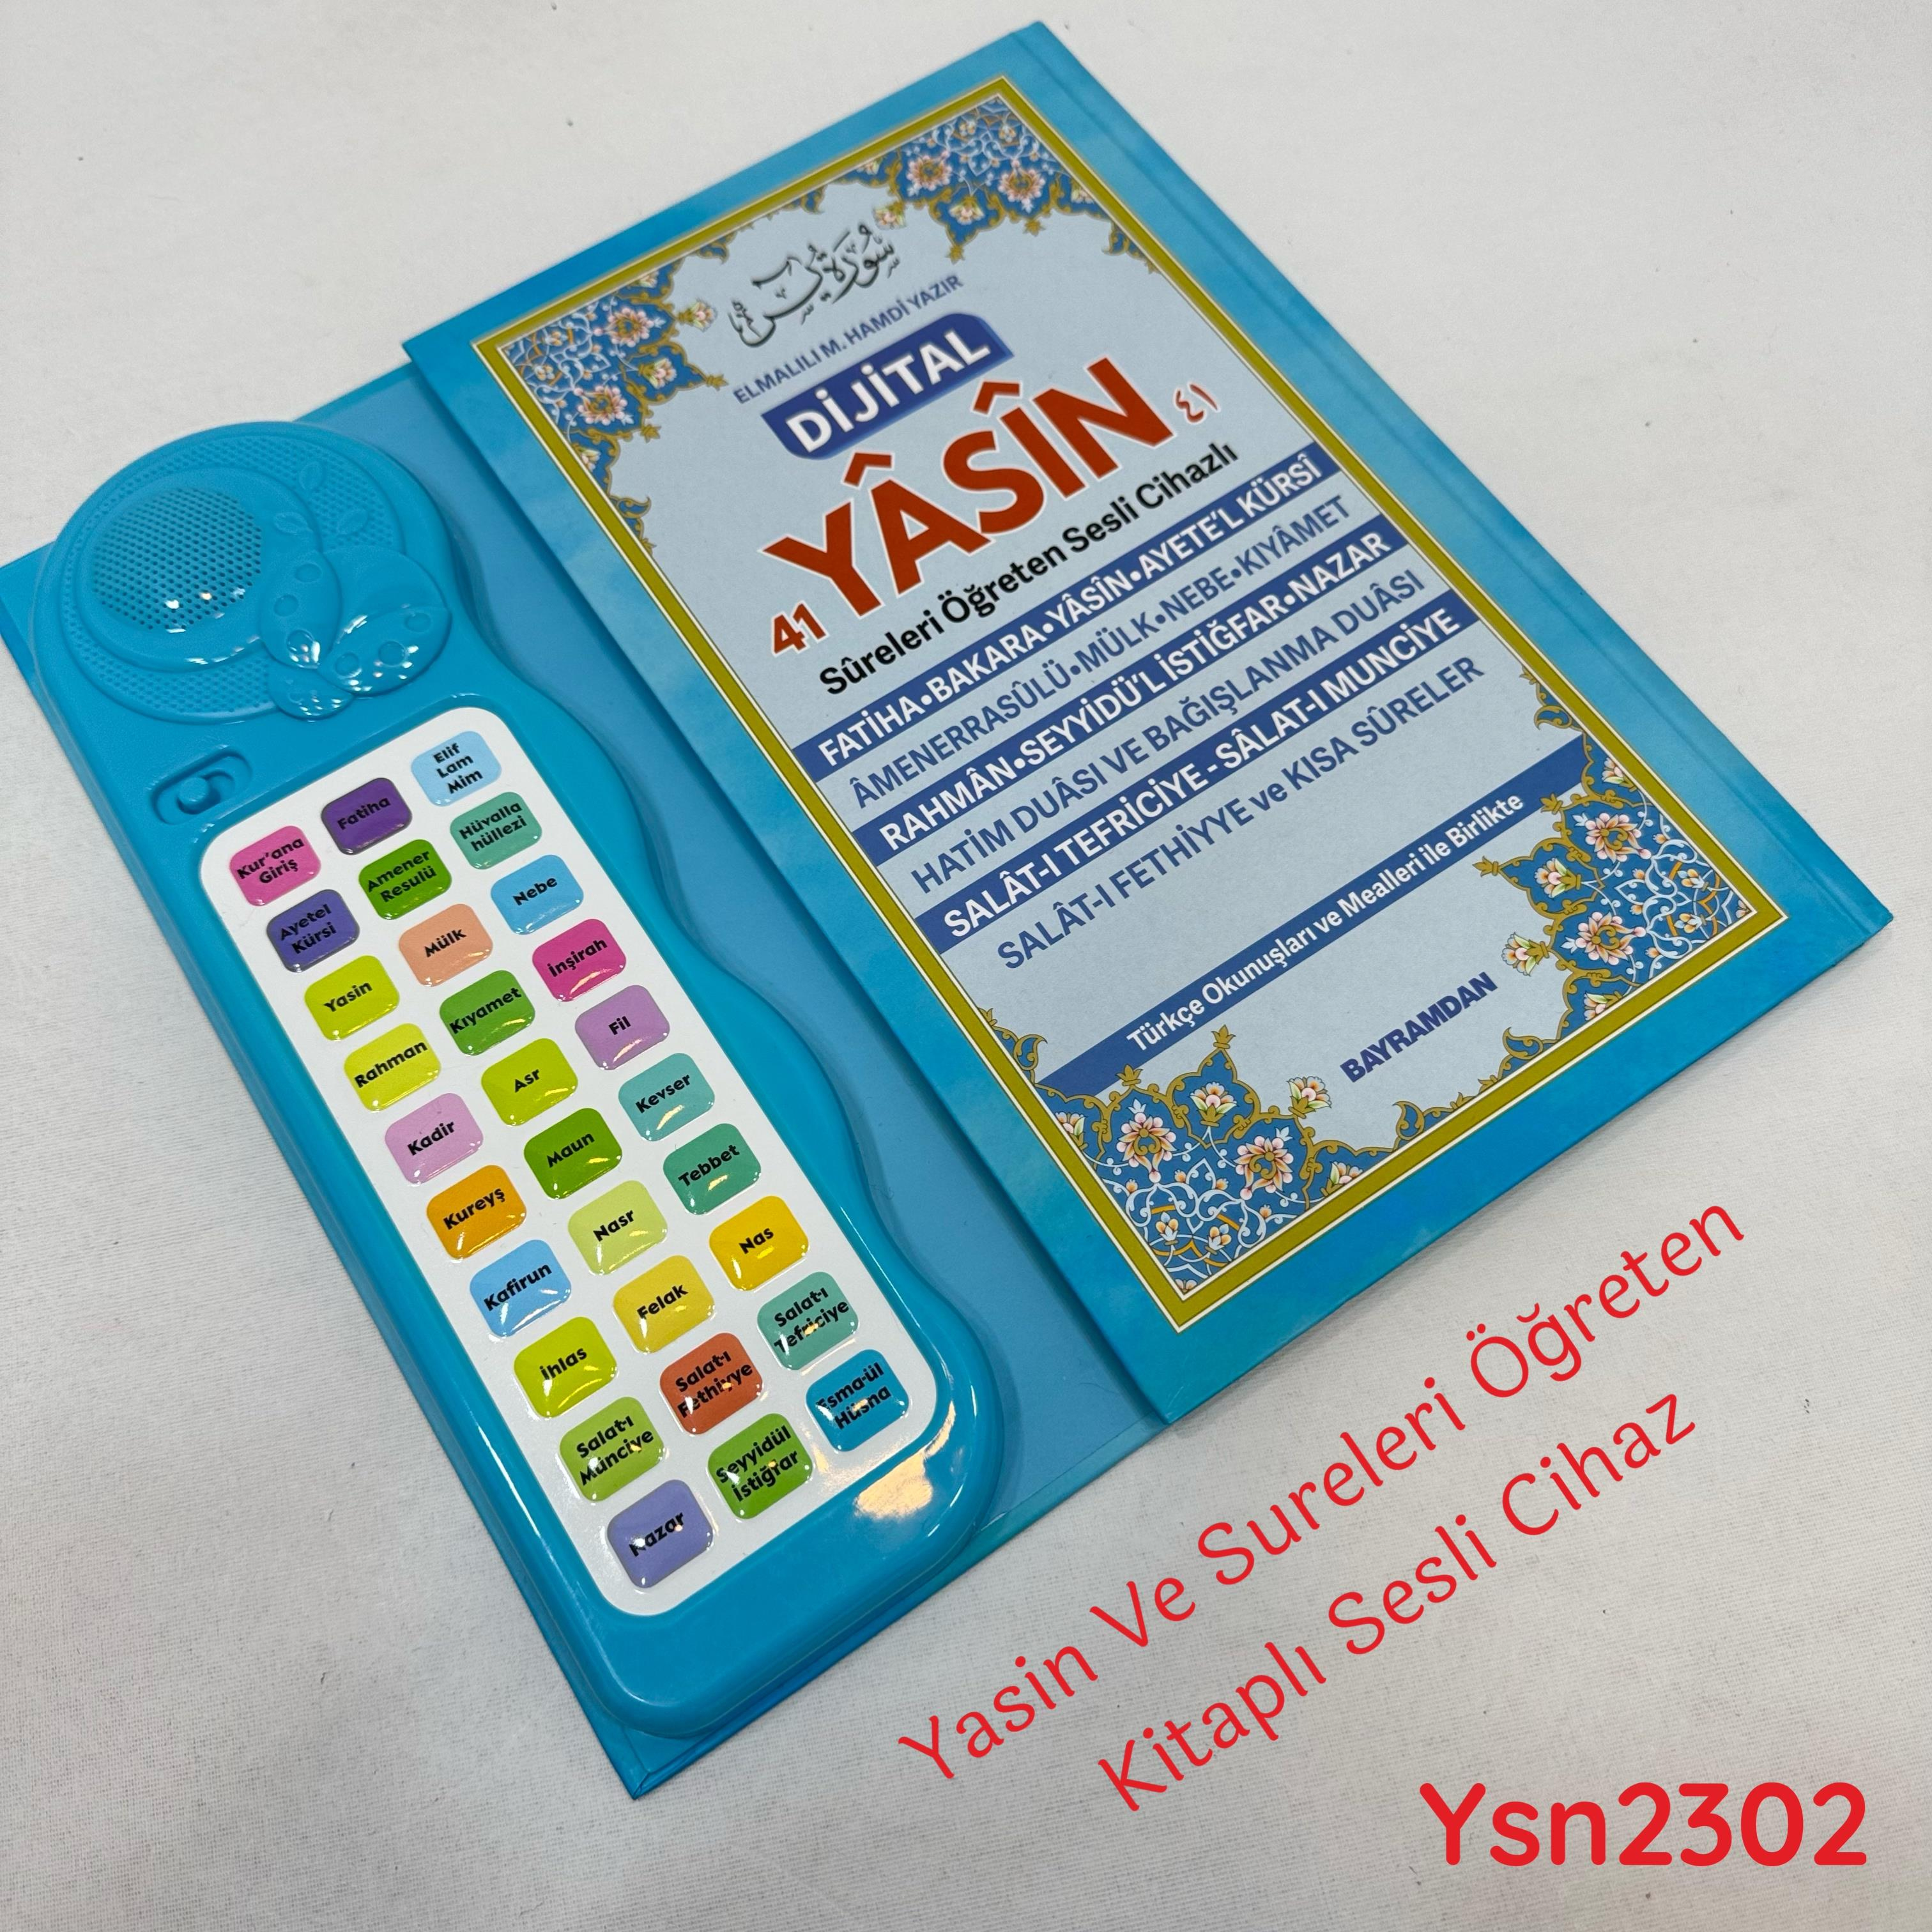 سورة يس
ELMALILI M. HAMDİ YAZIR
DİJİTAL
41 YÂSÎN ٤١
Sûreleri Öğreten Sesli Cihazlı
FATİHA•BAKARA•YÂSÎN•AYETE'L KÜRSÎ
ÂMENERRASÛLÜ•MÜLK•NEBE•KIYÂMET
RAHMÂN•SEYYİDÜ'L İSTİĞFAR•NAZAR
HATİM DUÂSI VE BAĞIŞLANMA DUÂSI
SALÂT-I TEFRİCİYE - SÂLAT-I MUNCİYE
SALÂT-I FETHİYYE ve KISA SÛRELER
Türkçe Okunuşları ve Mealleri ile Birlikte
BAYRAMDAN
Kur'ana
Giriş
Fatiha
Elif
Lam
Mim
Ayetel
Kürsi
Amener
Resulü
Hüvalla
hüllezi
Yasin
Mülk
Nebe
Rahman
Kıyamet
İnşirah
Kadir
Asr
Fil
Kureyş
Maun
Kevser
Kafirun
Nasr
Tebbet
İhlas
Felak
Nas
Salat-ı
Münciye
Salat-ı
Fethiyye
Salat-ı
Tefriciye
Nazar
Seyyidül
İstiğfar
Esma-ül
Hüsna
Yasin Ve Sureleri Öğreten
Kitaplı Sesli Cihaz
Ysn2302